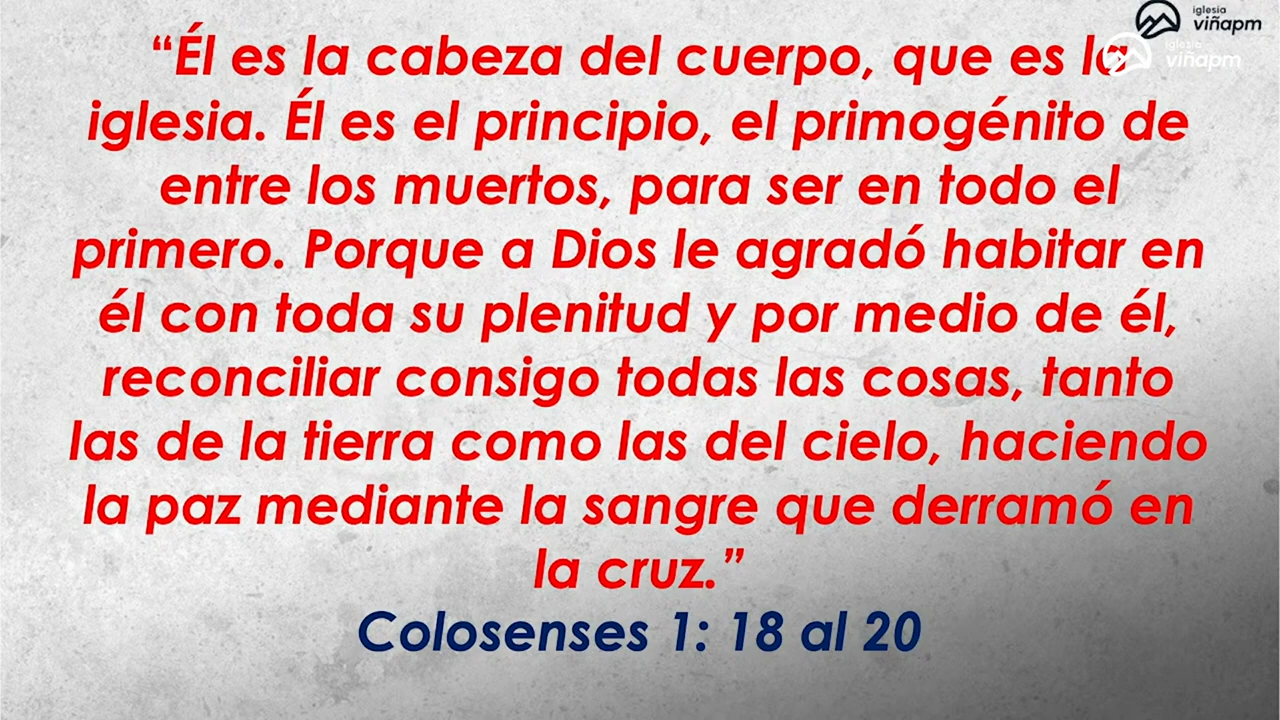 iglesia
viñapm
iglesia
viñapm
“Él es la cabeza del cuerpo, que es la
iglesia. Él es el principio, el primogénito de
entre los muertos, para ser en todo el
primero. Porque a Dios le agradó habitar en
él con toda su plenitud y por medio de él,
reconciliar consigo todas las cosas, tanto
las de la tierra como las del cielo, haciendo
la paz mediante la sangre que derramó en
la cruz.”
Colosenses 1: 18 al 20